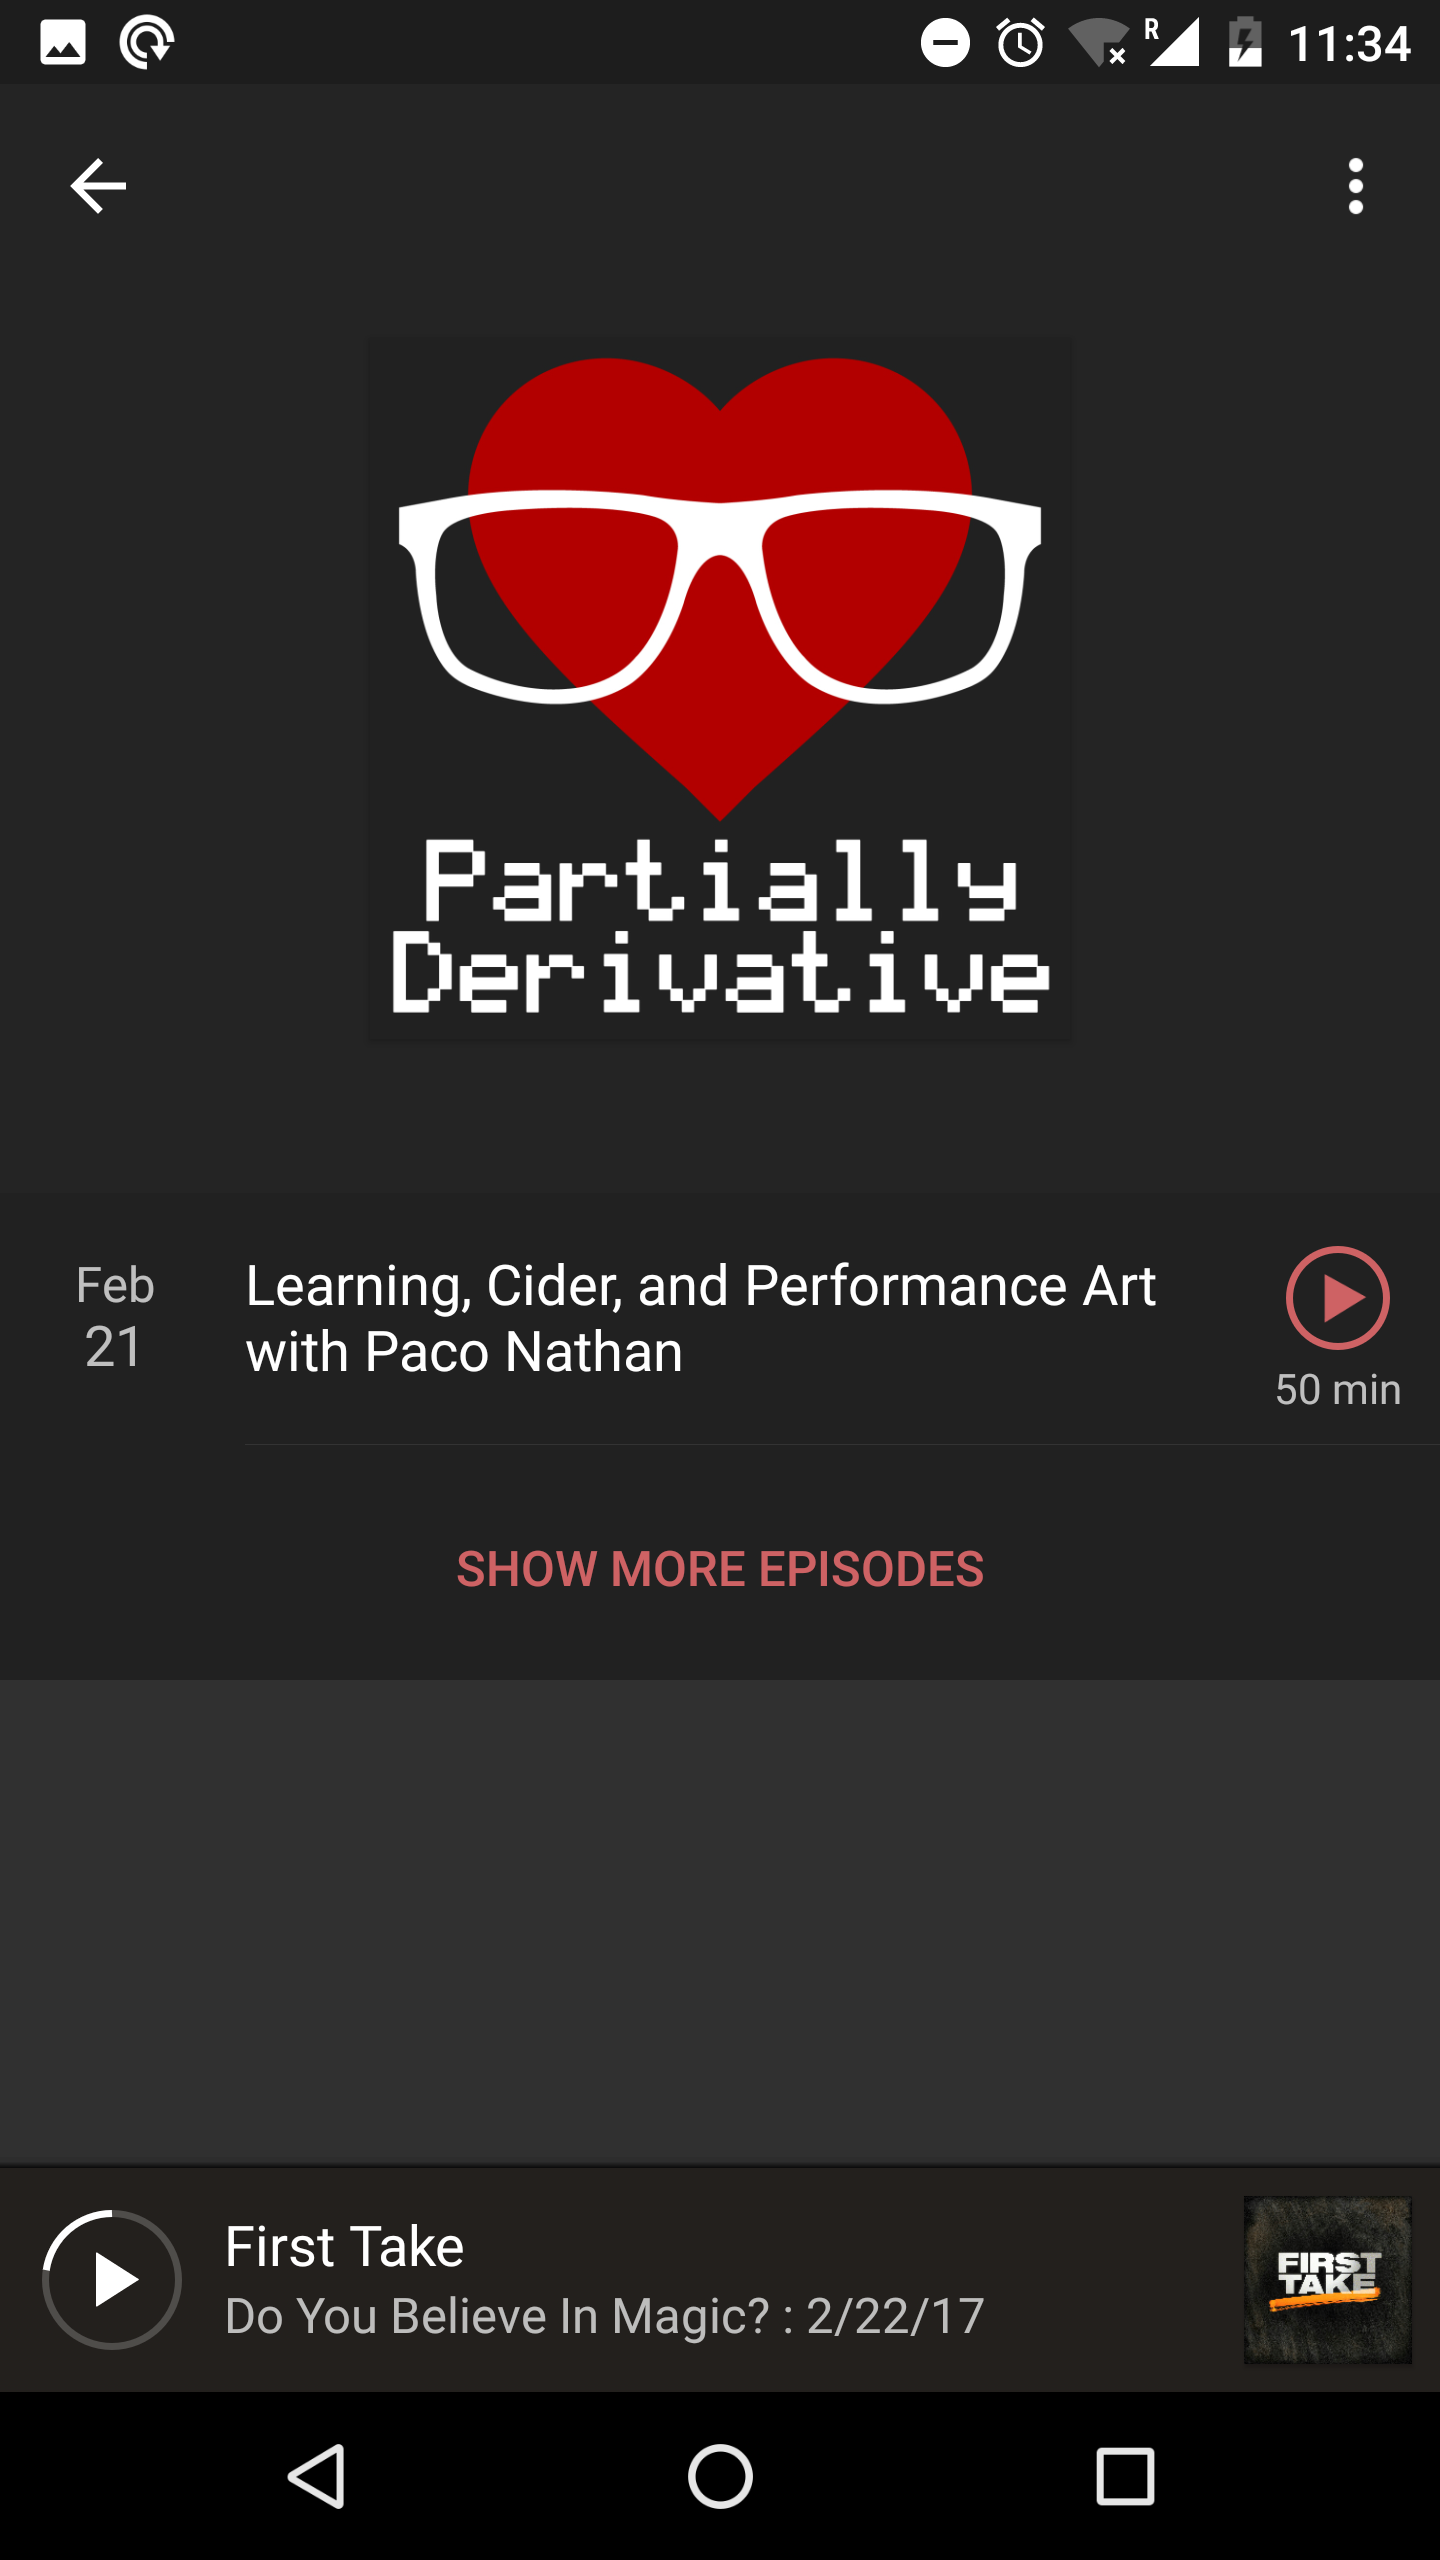 R 11:34
Partially
Derivative
Feb
21
Learning, Cider, and Performance Art
with Paco Nathan
50 min
SHOW MORE EPISODES
First Take
Do You Believe In Magic? : 2/22/17
FIRST
TAKE